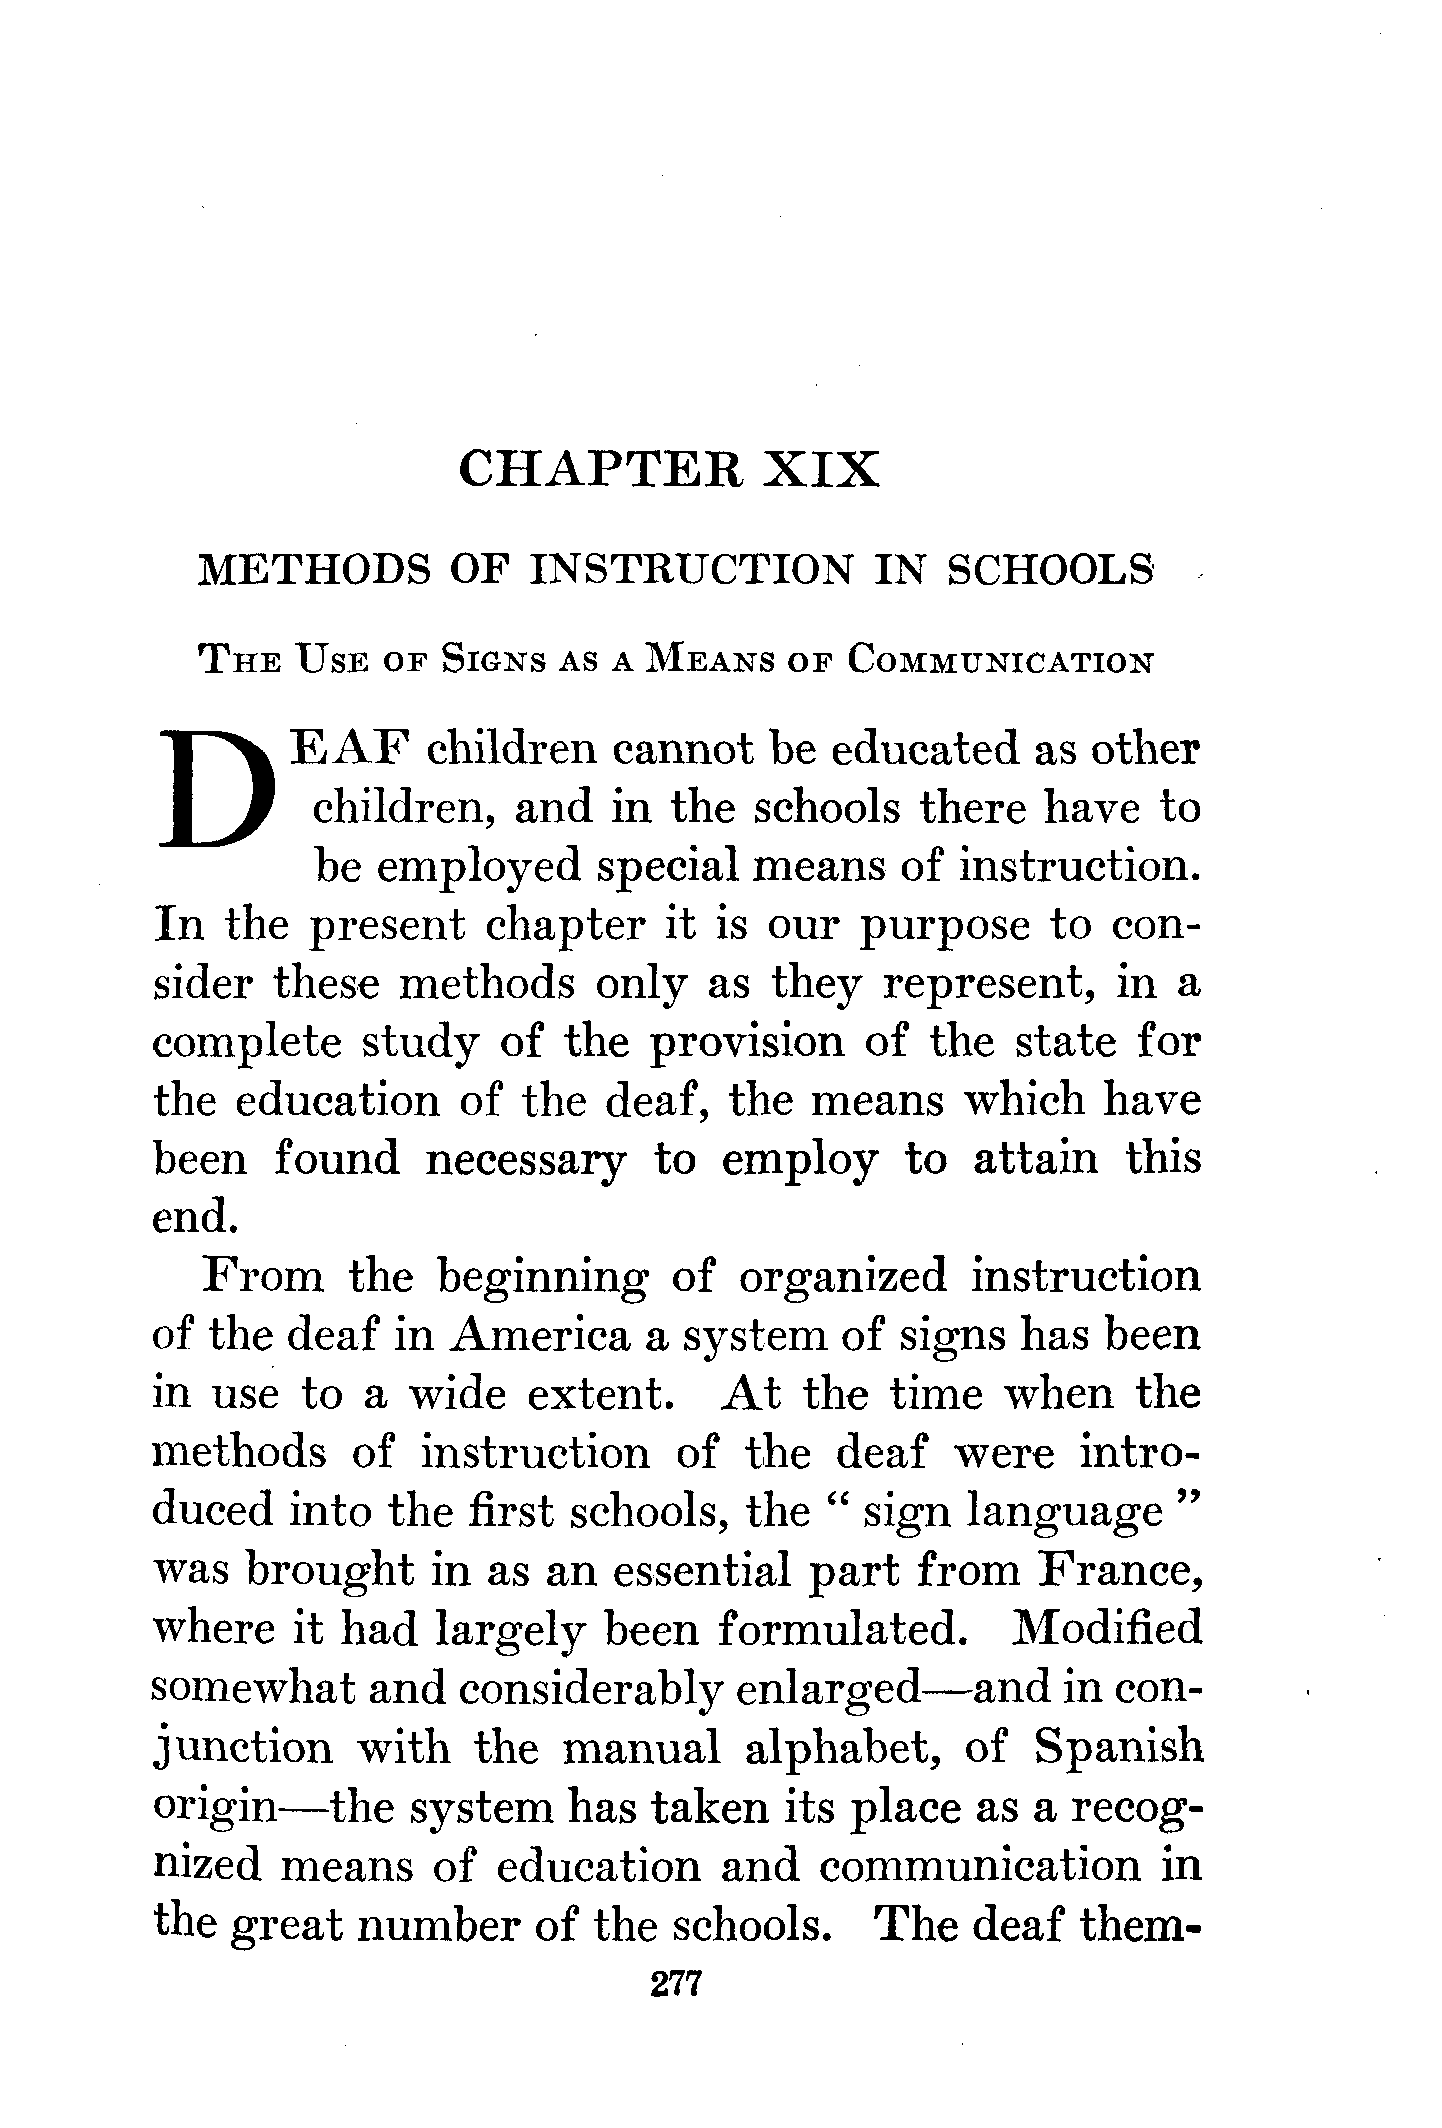 CHAPTER XIX
METHODS OF INSTRUCTION IN SCHOOLS
The Use of Signs as a Means of Communication
DEAF children cannot be educated as other
children, and in the schools there have to
be employed special means of instruction.
In the present chapter it is our purpose to con-
sider these methods only as they represent, in a
complete study of the provision of the state for
the education of the deaf, the means which have
been found necessary to employ to attain this
end.
From the beginning of organized instruction
of the deaf in America a system of signs has been
in use to a wide extent. At the time when the
methods of instruction of the deaf were intro-
duced into the first schools, the “ sign language ”
was brought in as an essential part from France,
where it had largely been formulated. Modified
somewhat and considerably enlarged—and in con-
junction with the manual alphabet, of Spanish
origin—the system has taken its place as a recog-
nized means of education and communication in
the great number of the schools. The deaf them-
277